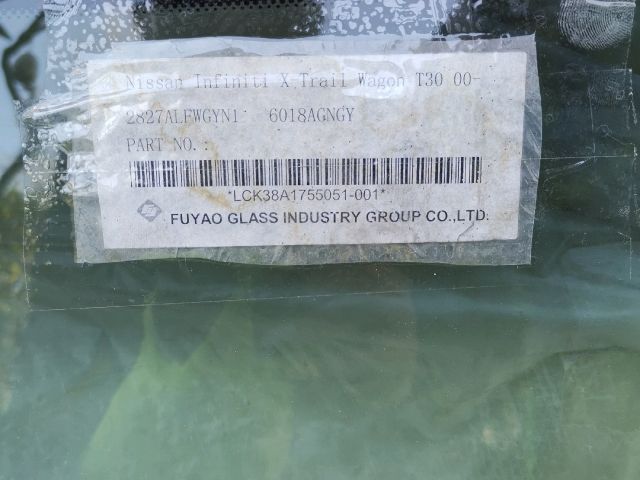 Nissan Infiniti X Trail Wagon T30 00-
2827ALFWGYN1 6018AGNGY
PART NO. :
*LCK38A1755051-001*
FUYAO GLASS INDUSTRY GROUP CO.,LTD.